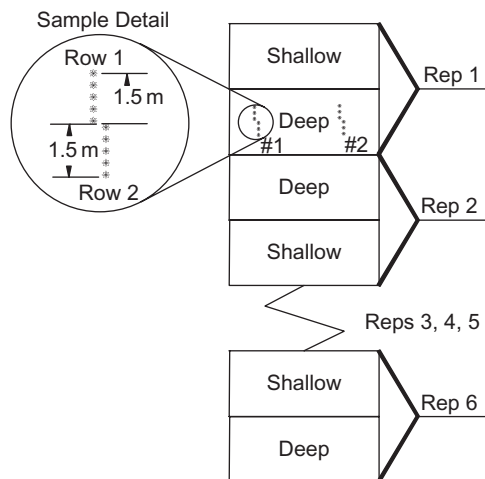 Sample Detail
Row 1
1.5 m
1.5 m
Row 2
Shallow
Rep 1
Deep
#1
#2
Deep
Rep 2
Shallow
Reps 3, 4, 5
Shallow
Rep 6
Deep